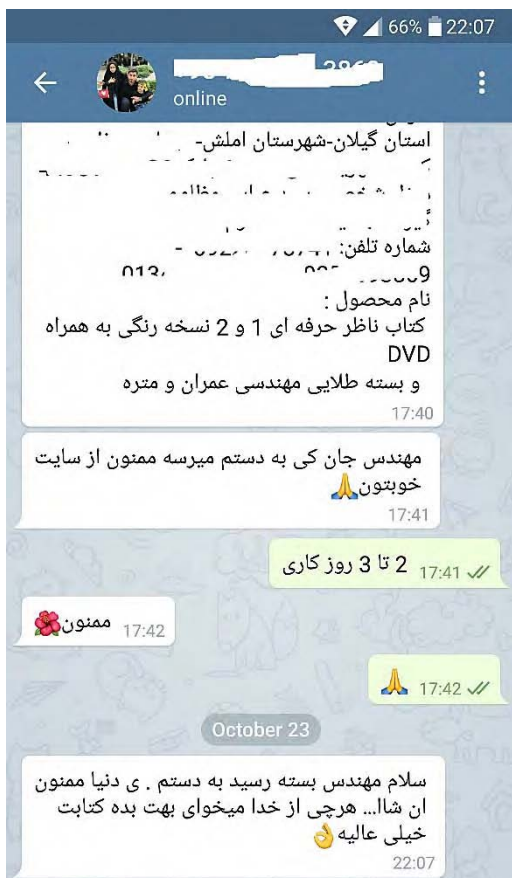 66% 22:07
online
استان گیلان-شهرستان املش-
شماره تلفن:
نام محصول :
کتاب ناظر حرفه ای 1 و 2 نسخه رنگی به همراه
DVD
و بسته طلایی مهندسی عمران و متره
17:40
مهندس جان کی به دستم میرسه ممنون از سایت
خوبتون🙏
17:41
2 تا 3 روز کاری
17:41
ممنون🌺
17:42
🙏
17:42
October 23
سلام مهندس بسته رسید به دستم . ی دنیا ممنون
ان شاا... هرچی از خدا میخوای بهت بده کتابت
خیلی عالیه👌
22:07